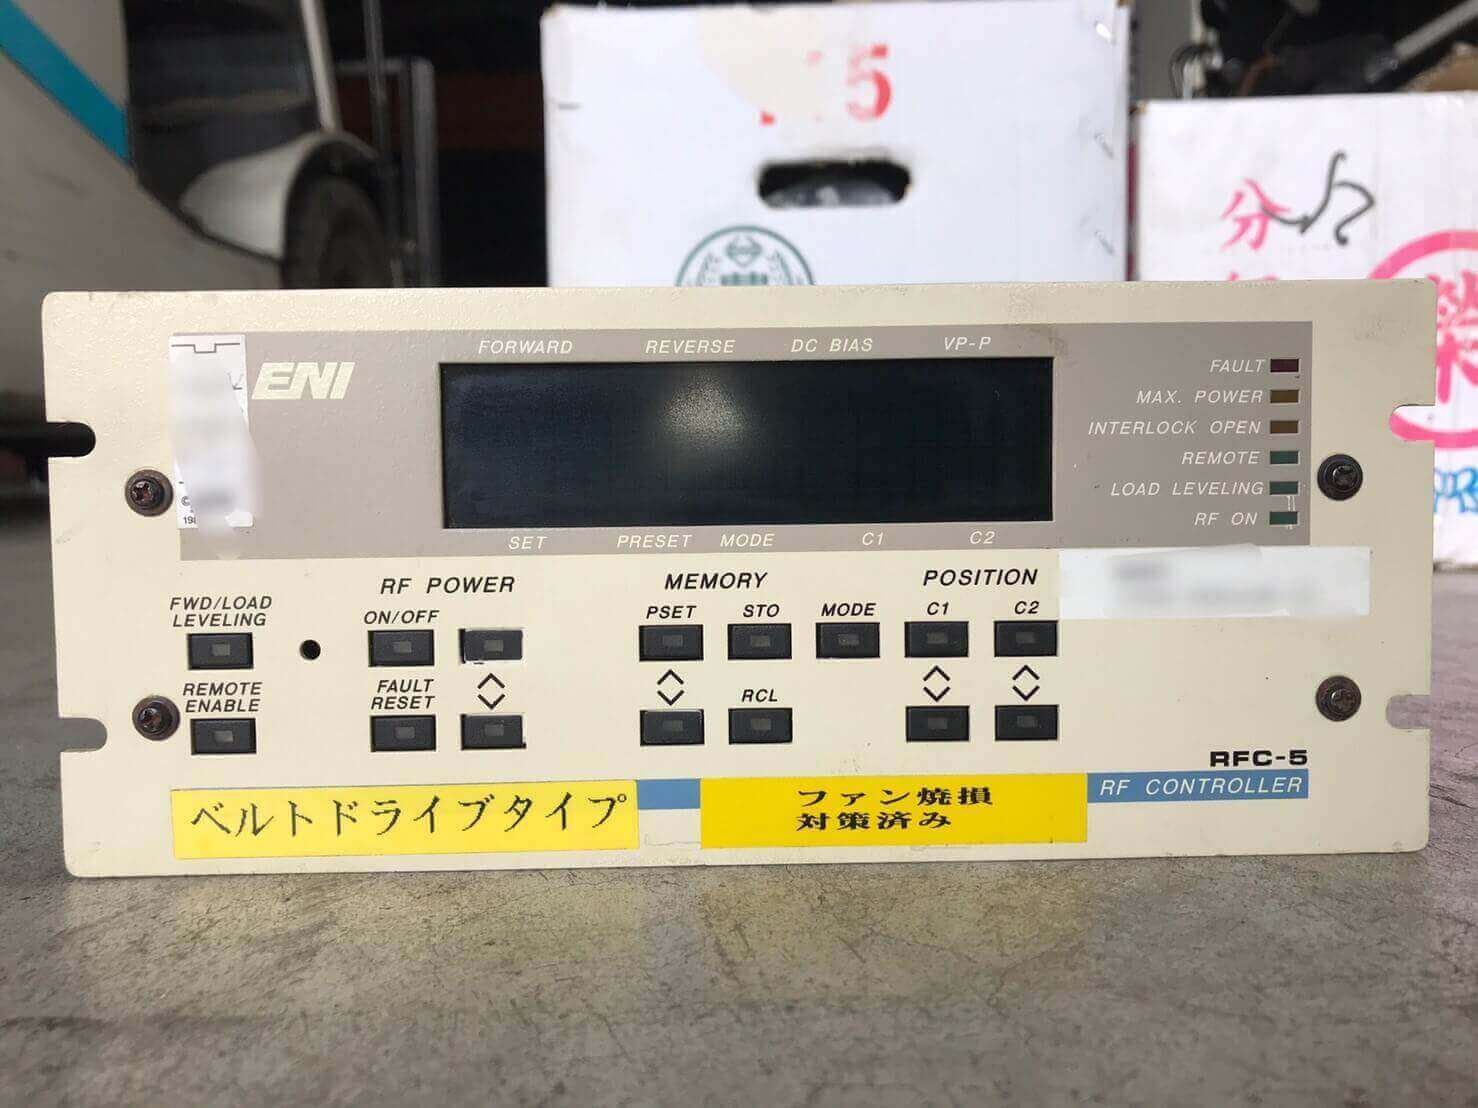 15
分
ENI
FORWARD REVERSE DC BIAS VP-P
FAULT
MAX. POWER
INTERLOCK OPEN
REMOTE
LOAD LEVELING
RF ON
SET PRESET MODE C1 C2
RF POWER MEMORY POSITION
FWD/LOAD
LEVELING
ON/OFF
PSET STO MODE C1 C2
REMOTE
ENABLE
FAULT
RESET
RCL
RFC-5
RF CONTROLLER
ベルトドライブタイプ
ファン焼損
対策済み